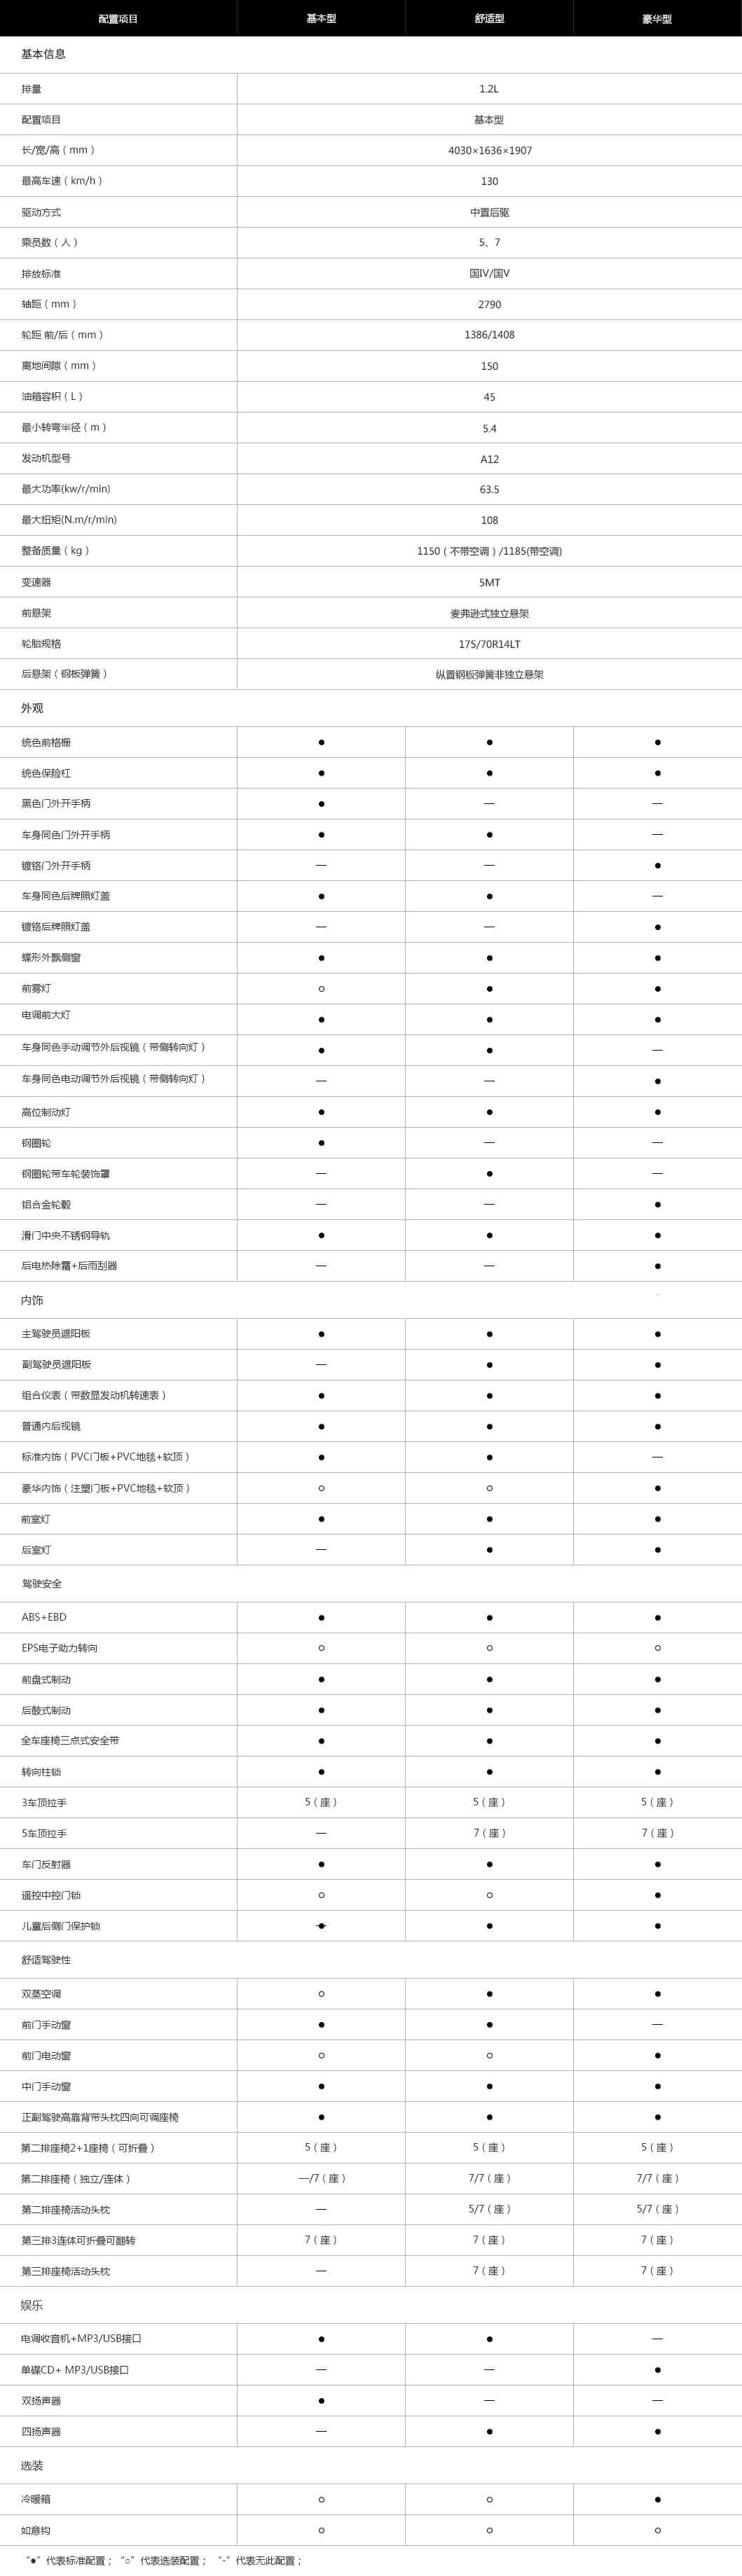 配置项目 基本型 舒适型 豪华型
基本信息
排量 1.2L
配置项目 基本型
长/宽/高（mm） 4030×1636×1907
最高车速（km/h） 130
驱动方式 中置后驱
乘员数（人） 5、7
排放标准 国IV/国V
轴距（mm） 2790
轮距 前/后（mm） 1386/1408
离地间隙（mm） 150
油箱容积（L） 45
最小转弯半径（m） 5.4
发动机型号 A12
最大功率(kw/r/min) 63.5
最大扭矩(N.m/r/min) 108
整备质量（kg） 1150（不带空调）/1185(带空调)
变速器 5MT
前悬架 麦弗逊式独立悬架
轮胎规格 175/70R14LT
后悬架（钢板弹簧） 纵置钢板弹簧非独立悬架
外观
统色前格栅 ● ● ●
统色保险杠 ● ● ●
黑色门外开手柄 ● — —
车身同色门外开手柄 ● ● —
镀铬门外开手柄 — — ●
车身同色后牌照灯盖 ● ● —
镀铬后牌照灯盖 — — ●
蝶形外飘侧窗 ● ● ●
前雾灯 ○ ● ●
电调前大灯 ● ● ●
车身同色手动调节外后视镜（带侧转向灯） ● ● —
车身同色电动调节外后视镜（带侧转向灯） — — ●
高位制动灯 ● ● ●
钢圈轮 ● — —
钢圈轮带车轮装饰罩 — ● —
铝合金轮毂 — — ●
滑门中央不锈钢导轨 ● ● ●
后电热除霜+后雨刮器 — — ●
内饰
主驾驶员遮阳板 ● ● ●
副驾驶员遮阳板 — ● ●
组合仪表（带数显发动机转速表） ● ● ●
普通内后视镜 ● ● ●
标准内饰（PVC门板+PVC地毯+软顶） ● ● —
豪华内饰（注塑门板+PVC地毯+软顶） ○ ○ ●
前室灯 ● ● ●
后室灯 — ● ●
驾驶安全
ABS+EBD ● ● ●
EPS电子助力转向 ○ ○ ○
前盘式制动 ● ● ●
后鼓式制动 ● ● ●
全车座椅三点式安全带 ● ● ●
转向柱锁 ● ● ●
3车顶拉手 5（座） 5（座） 5（座）
5车顶拉手 — 7（座） 7（座）
车门反射器 ● ● ●
遥控中控门锁 ○ ○ ●
儿童后侧门保护锁 ● ● ●
舒适驾驶性
双蒸空调 ○ ● ●
前门手动窗 ● ● —
前门电动窗 ○ ○ ●
中门手动窗 ● ● ●
正副驾驶高靠背带头枕四向可调座椅 ● ● ●
第二排座椅2+1座椅（可折叠） 5（座） 5（座） 5（座）
第二排座椅（独立/连体） —/7（座） 7/7（座） 7/7（座）
第二排座椅活动头枕 — 5/7（座） 5/7（座）
第三排3连体可折叠可翻转 7（座） 7（座） 7（座）
第三排座椅活动头枕 — 7（座） 7（座）
娱乐
电调收音机+MP3/USB接口 ● ● —
单碟CD+ MP3/USB接口 — — ●
双扬声器 ● — —
四扬声器 — ● ●
选装
冷暖箱 ○ ○ ●
如意钩 ○ ○ ○
“●”代表标准配置；“○”代表选装配置； “-”代表无此配置；